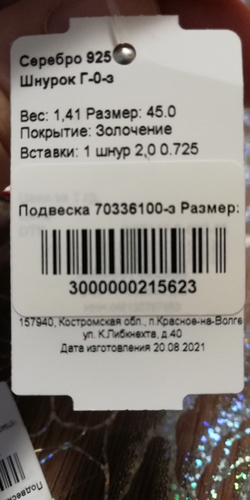 Серебро 925
Шнурок Г-0-з
Вес: 1,41 Размер: 45.0
Покрытие: Золочение
Вставки: 1 шнур 2,0 0.725
Подвеска 70336100-з Размер:
3000000215623
157940, Костромская обл., п.Красное-на-Волге
ул. К.Либкнехта, д.40
Дата изготовления 20.08.2021
Подвеск